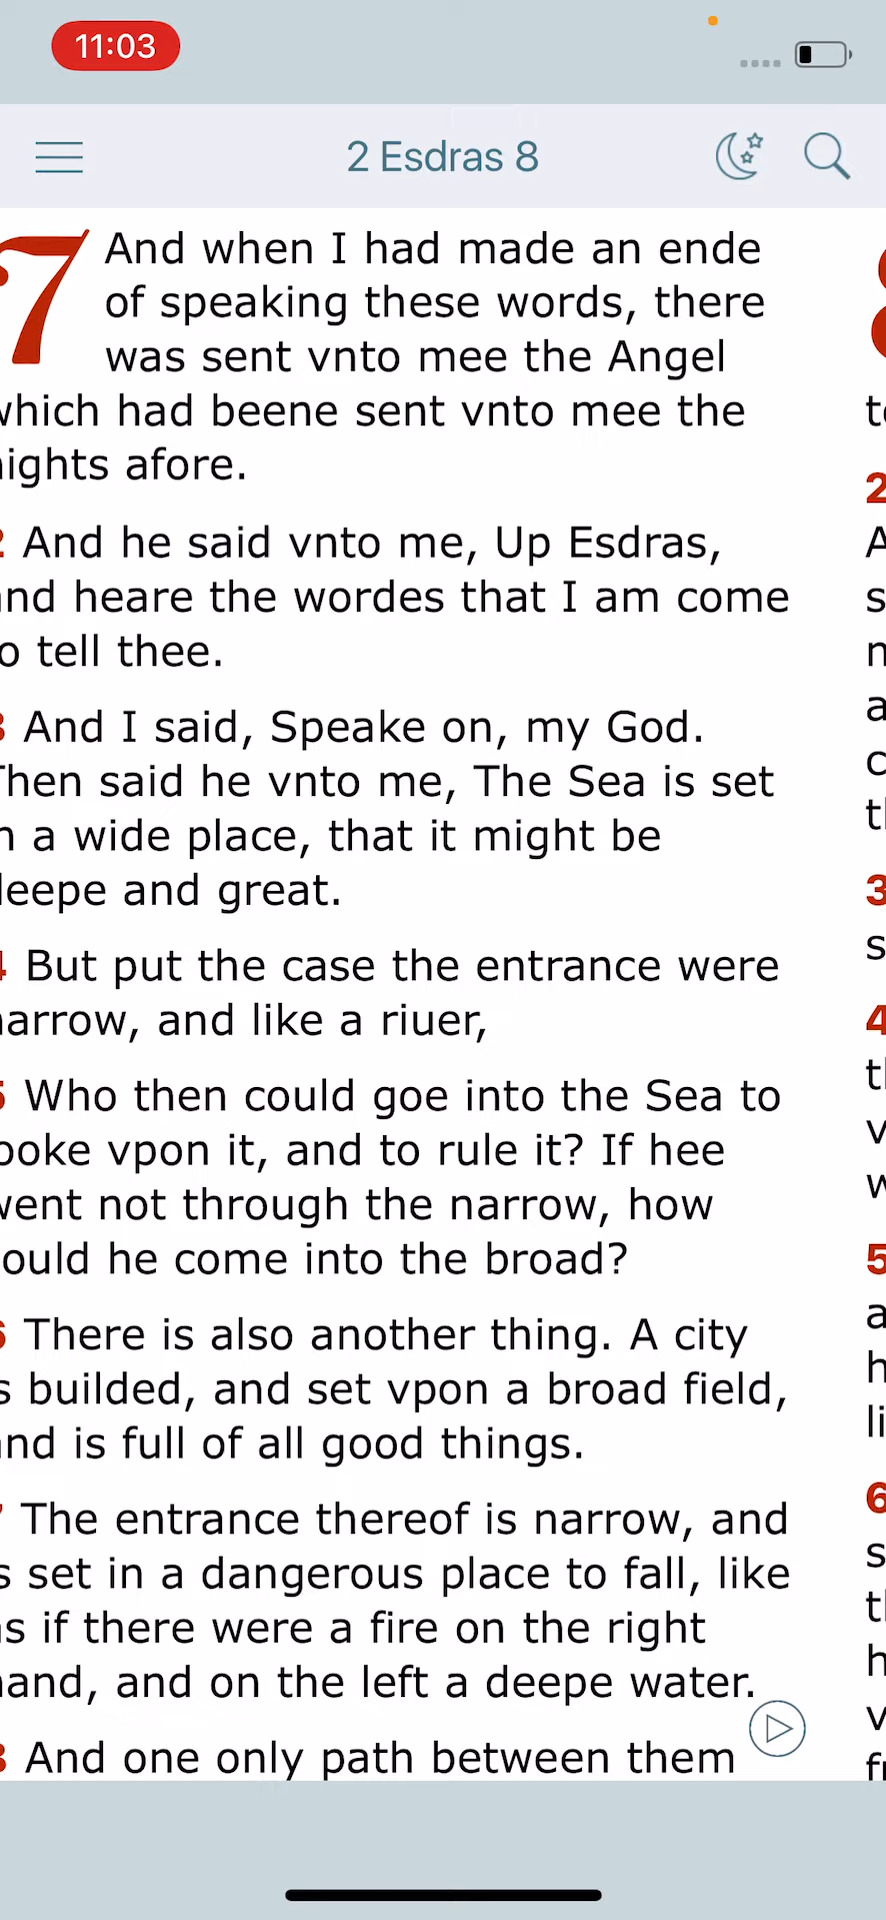 11:03
2 Esdras 8
7 And when I had made an ende
of speaking these words, there
was sent vnto mee the Angel
which had beene sent vnto mee the
nights afore.
2 And he said vnto me, Up Esdras,
and heare the wordes that I am come
to tell thee.
3 And I said, Speake on, my God.
Then said he vnto me, The Sea is set
in a wide place, that it might be
deepe and great.
4 But put the case the entrance were
narrow, and like a riuer,
5 Who then could goe into the Sea to
looke vpon it, and to rule it? If hee
went not through the narrow, how
could he come into the broad?
6 There is also another thing. A city
is builded, and set vpon a broad field,
and is full of all good things.
7 The entrance thereof is narrow, and
is set in a dangerous place to fall, like
as if there were a fire on the right
hand, and on the left a deepe water.
8 And one only path between them
2
3
4
5
6